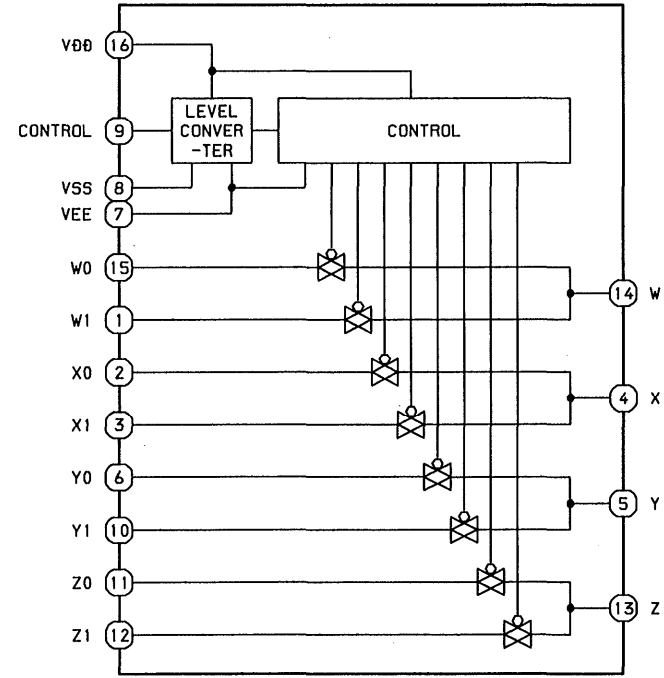 VDD 16
LEVEL
CONVER
-TER
CONTROL 9
CONTROL
VSS 8
VEE 7
W0 15
14 W
W1 1
X0 2
4 X
X1 3
Y0 6
5 Y
Y1 10
Z0 11
13 Z
Z1 12